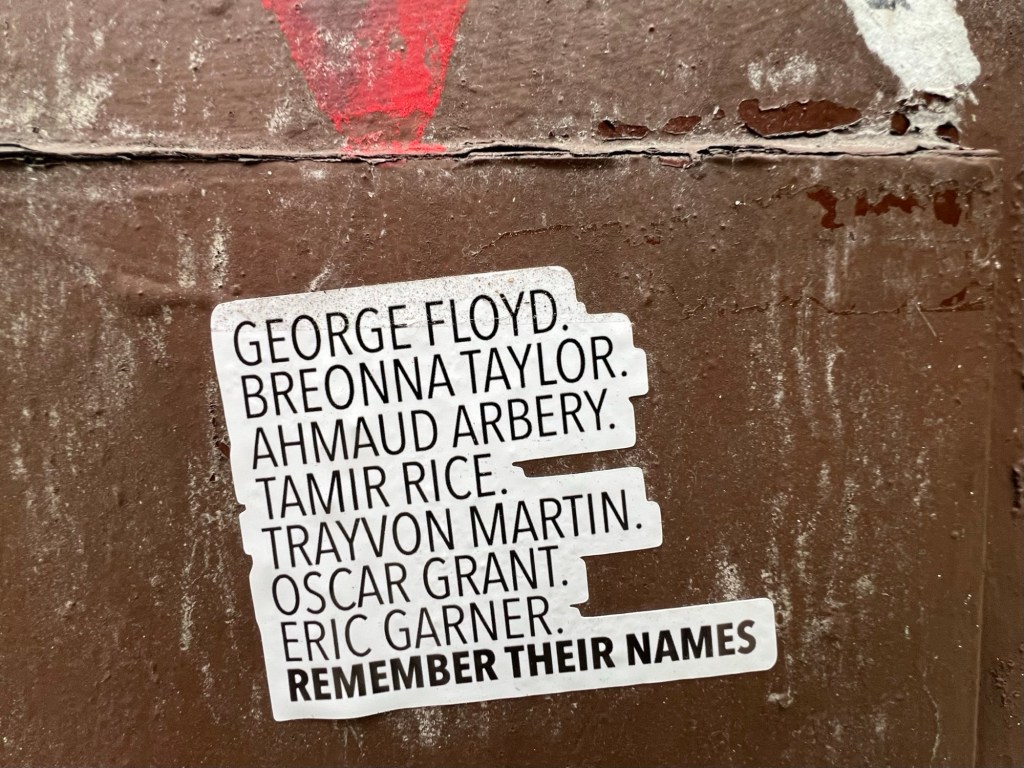 GEORGE FLOYD.
BREONNA TAYLOR.
AHMAUD ARBERY.
TAMIR RICE.
TRAYVON MARTIN.
OSCAR GRANT.
ERIC GARNER.
REMEMBER THEIR NAMES